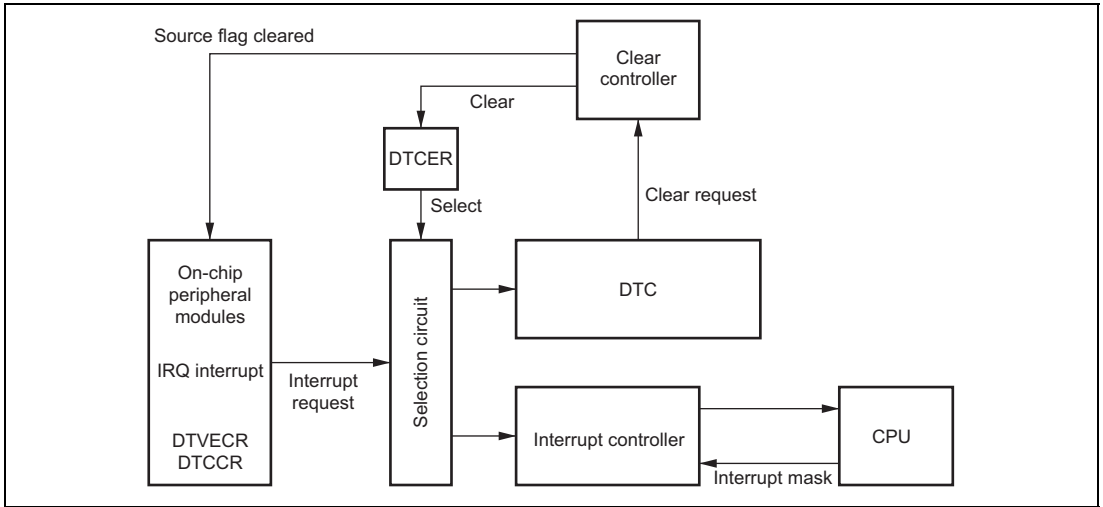 Source flag cleared
Clear
controller
Clear
DTCER
Clear request
Select
On-chip
peripheral
modules
IRQ interrupt
DTVECR
DTCCR
Interrupt
request
Selection circuit
DTC
Interrupt controller
CPU
Interrupt mask